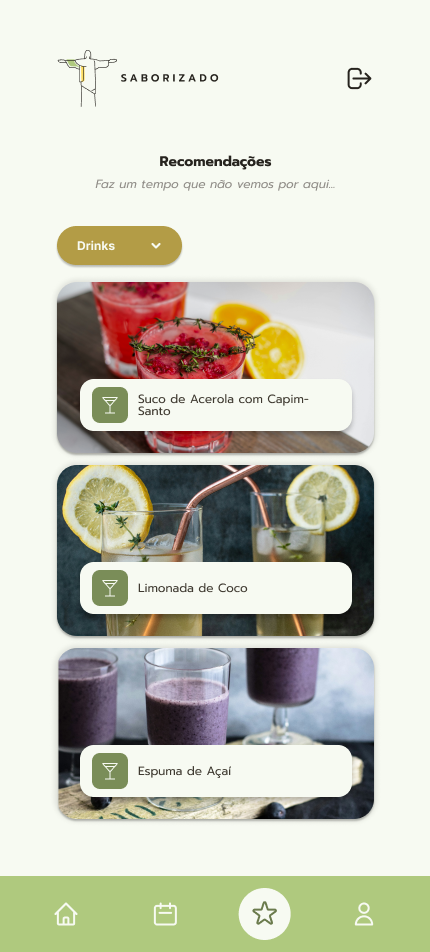 SABORIZADO
Recomendações
Faz um tempo que não vemos por aqui...
Drinks
Suco de Acerola com Capim-
Santo
Limonada de Coco
Espuma de Açaí